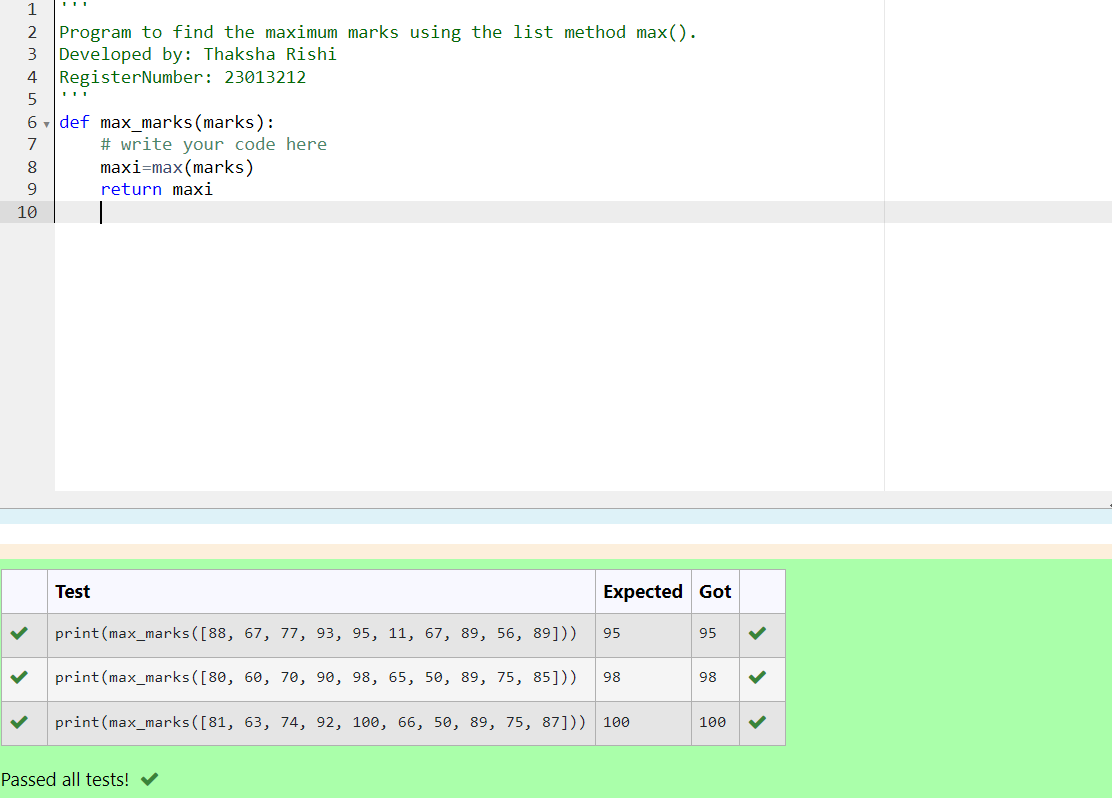 1 '''
2 Program to find the maximum marks using the list method max().
3 Developed by: Thaksha Rishi
4 RegisterNumber: 23013212
5 '''
6 def max_marks(marks):
7     # write your code here
8     maxi=max(marks)
9     return maxi
10
Test Expected Got
print(max_marks([88, 67, 77, 93, 95, 11, 67, 89, 56, 89])) 95 95
print(max_marks([80, 60, 70, 90, 98, 65, 50, 89, 75, 85])) 98 98
print(max_marks([81, 63, 74, 92, 100, 66, 50, 89, 75, 87])) 100 100
Passed all tests!